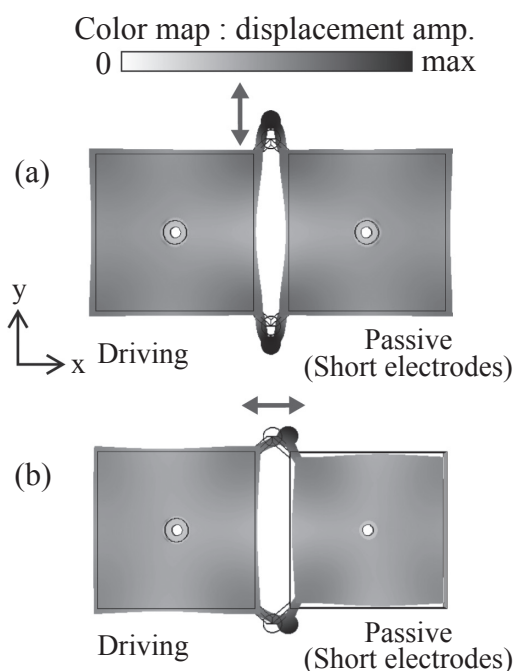 Color map : displacement amp.
0 max
(a)
y
x
Driving
Passive
(Short electrodes)
(b)
Driving
Passive
(Short electrodes)